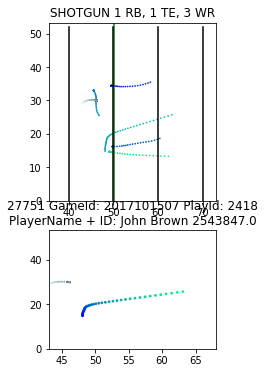 SHOTGUN 1 RB, 1 TE, 3 WR
50
40
30
20
10
0
40 50 60 70
27751 GameId: 2017101507 PlayId: 2418
PlayerName + ID: John Brown 2543847.0
40
20
0
45 50 55 60 65